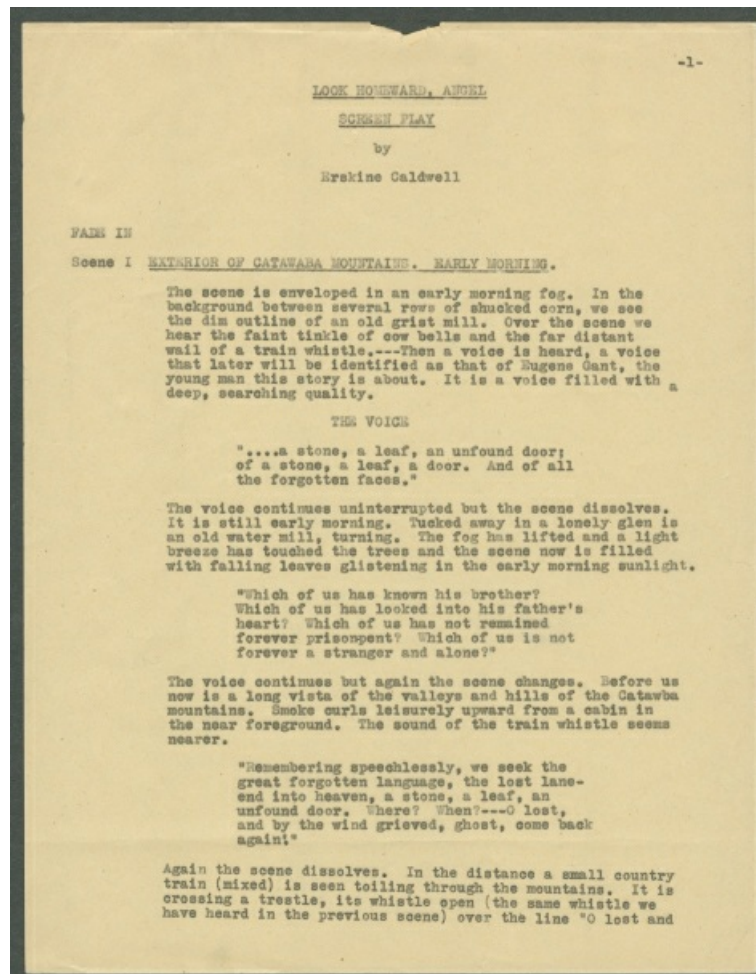 -1-
LOOK HOMEWARD, ANGEL
SCREEN PLAY
by
Erskine Caldwell
FADE IN
Scene I EXTERIOR OF CATAWABA MOUNTAINS. EARLY MORNING.
The scene is enveloped in an early morning fog. In the
background between several rows of shucked corn, we see
the dim outline of an old grist mill. Over the scene we
hear the faint tinkle of cow bells and the far distant
wail of a train whistle.---Then a voice is heard, a voice
that later will be identified as that of Eugene Gant, the
young man this story is about. It is a voice filled with a
deep, searching quality.
THE VOICE
"....a stone, a leaf, an unfound door;
of a stone, a leaf, a door. And of all
the forgotten faces."
The voice continues uninterrupted but the scene dissolves.
It is still early morning. Tucked away in a lonely glen is
an old water mill, turning. The fog has lifted and a light
breeze has touched the trees and the scene now is filled
with falling leaves glistening in the early morning sunlight.
"Which of us has known his brother?
Which of us has looked into his father's
heart? Which of us has not remained
forever prisonpent? Which of us is not
forever a stranger and alone?"
The voice continues but again the scene changes. Before us
now is a long vista of the valleys and hills of the Catawba
mountains. Smoke curls leisurely upward from a cabin in
the near foreground. The sound of the train whistle seems
nearer.
"Remembering speechlessly, we seek the
great forgotten language, the lost lane-
end into heaven, a stone, a leaf, an
unfound door. Where? When?---O lost,
and by the wind grieved, ghost, come back
again!"
Again the scene dissolves. In the distance a small country
train (mixed) is seen toiling through the mountains. It is
crossing a trestle, its whistle open (the same whistle we
have heard in the previous scene) over the line "O lost and